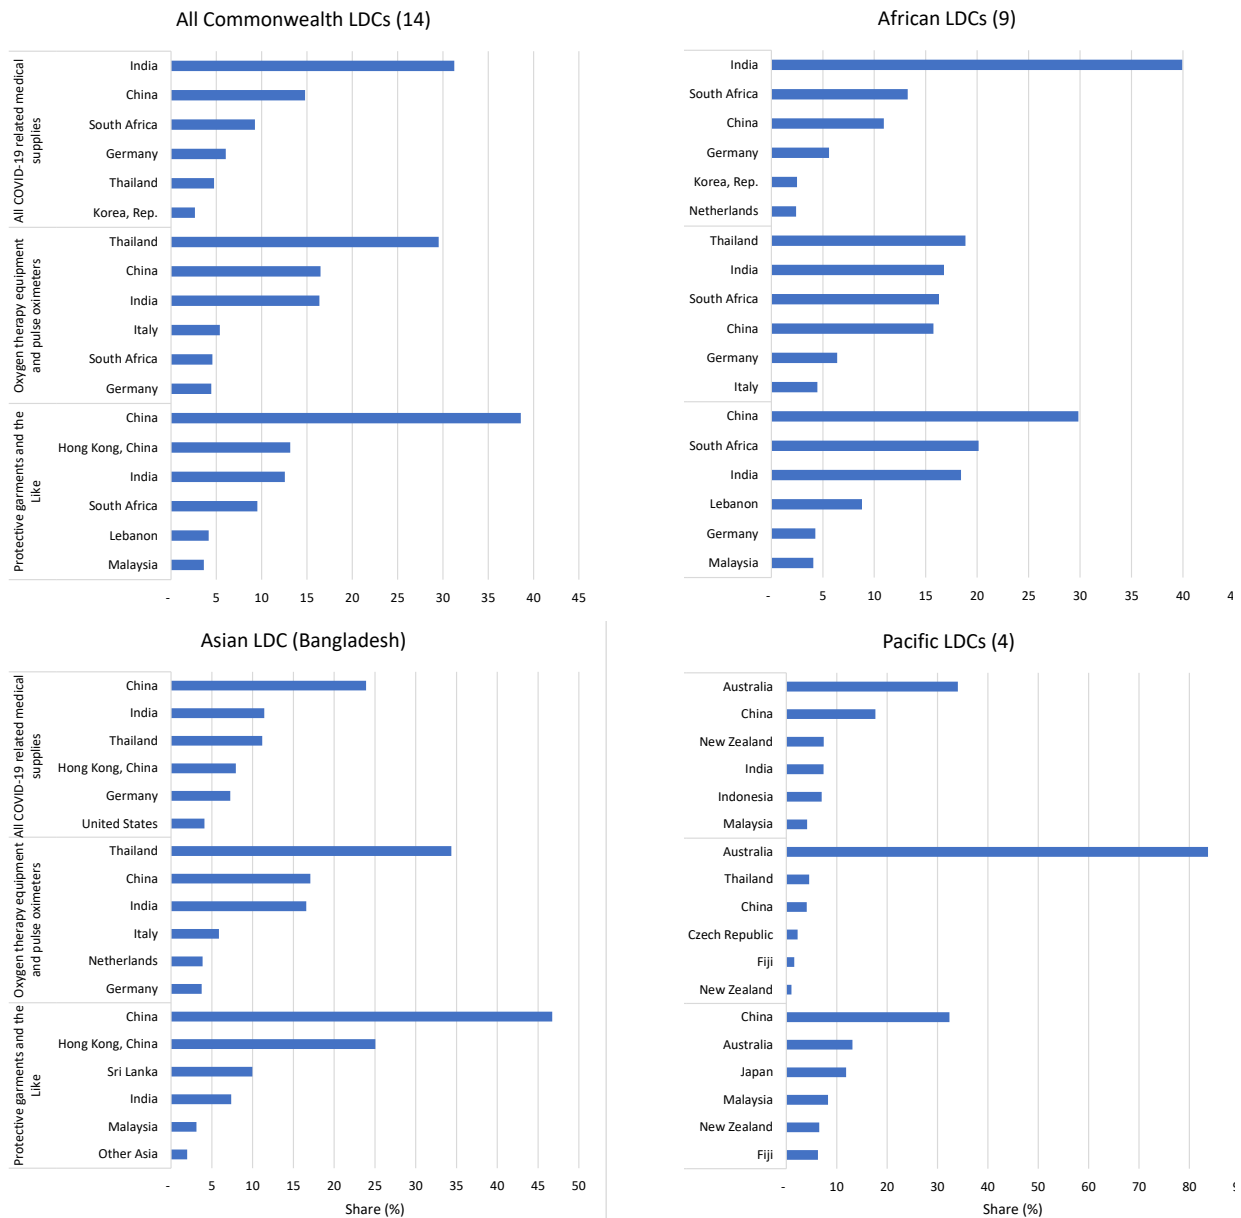 All Commonwealth LDCs (14)
All COVID-19 related medical
supplies
India
China
South Africa
Germany
Thailand
Korea, Rep.
Oxygen therapy equipment
and pulse oximeters
Thailand
China
India
Italy
South Africa
Germany
Protective garments and the
Like
China
Hong Kong, China
India
South Africa
Lebanon
Malaysia
- 5 10 15 20 25 30 35 40 45
African LDCs (9)
India
South Africa
China
Germany
Korea, Rep.
Netherlands
Thailand
India
South Africa
China
Germany
Italy
China
South Africa
India
Lebanon
Germany
Malaysia
- 5 10 15 20 25 30 35 40
Asian LDC (Bangladesh)
All COVID-19 related medical
supplies
China
India
Thailand
Hong Kong, China
Germany
United States
Oxygen therapy equipment
and pulse oximeters
Thailand
China
India
Italy
Netherlands
Germany
Protective garments and the
Like
China
Hong Kong, China
Sri Lanka
India
Malaysia
Other Asia
- 5 10 15 20 25 30 35 40 45 50
Share (%)
Pacific LDCs (4)
Australia
China
New Zealand
India
Indonesia
Malaysia
Australia
Thailand
China
Czech Republic
Fiji
New Zealand
China
Australia
Japan
Malaysia
New Zealand
Fiji
- 10 20 30 40 50 60 70 80
Share (%)